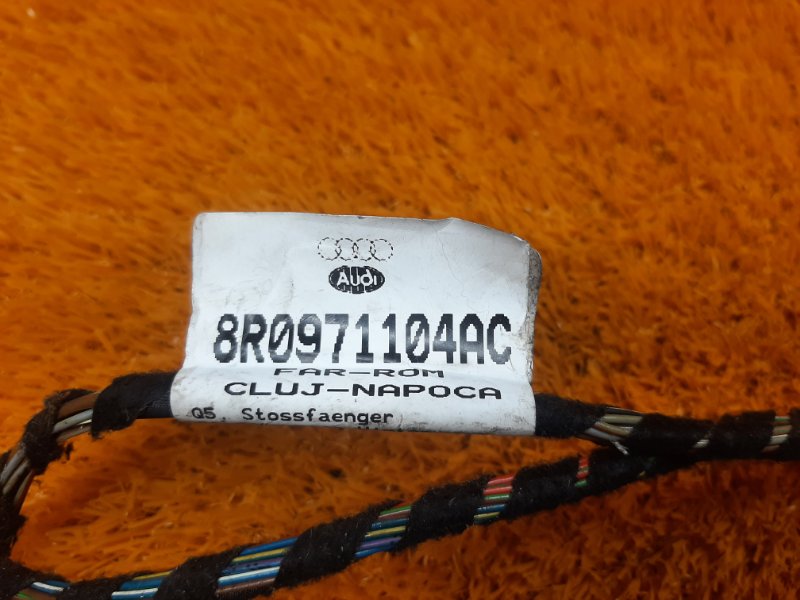 Audi
8R0971104AC
FAR-ROM
CLUJ-NAPOCA
Q5, Stossfaenger